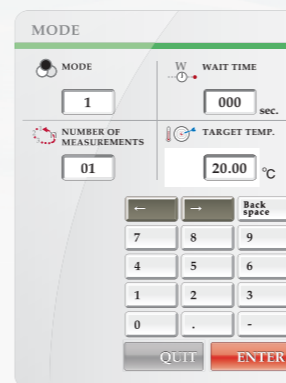 MODE
MODE
1
W WAIT TIME
000 sec.
NUMBER OF
MEASUREMENTS
01
TARGET TEMP.
20.00 °C
← → Back
space
7 8 9
4 5 6
1 2 3
0 . -
QUIT ENTER